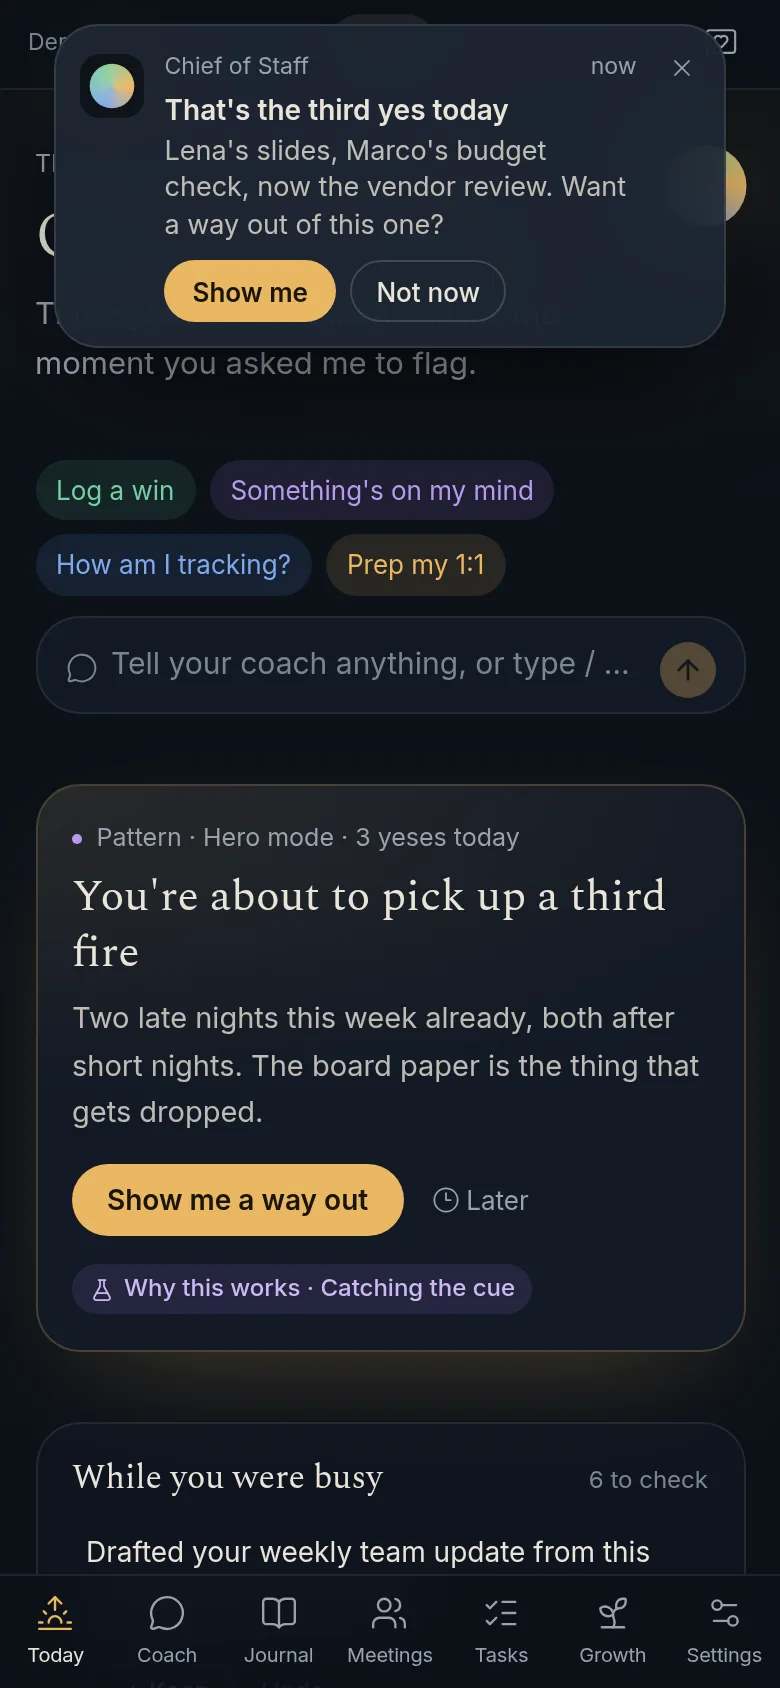 Chief of Staff
now
That's the third yes today
Lena's slides, Marco's budget
check, now the vendor review. Want
a way out of this one?
Show me
Not now
moment you asked me to flag.
Log a win
Something's on my mind
How am I tracking?
Prep my 1:1
Tell your coach anything, or type / ...
Pattern · Hero mode · 3 yeses today
You're about to pick up a third
fire
Two late nights this week already, both after
short nights. The board paper is the thing that
gets dropped.
Show me a way out
Later
Why this works · Catching the cue
While you were busy
6 to check
Drafted your weekly team update from this
Today
Coach
Journal
Meetings
Tasks
Growth
Settings